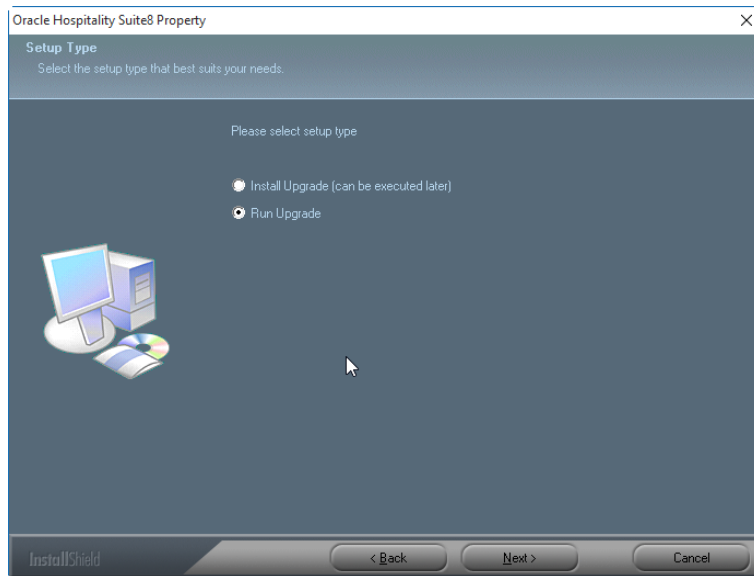 Oracle Hospitality Suite8 Property
Setup Type
Select the setup type that best suits your needs.
Please select setup type
Install Upgrade (can be executed later)
Run Upgrade
InstallShield
< Back
Next >
Cancel